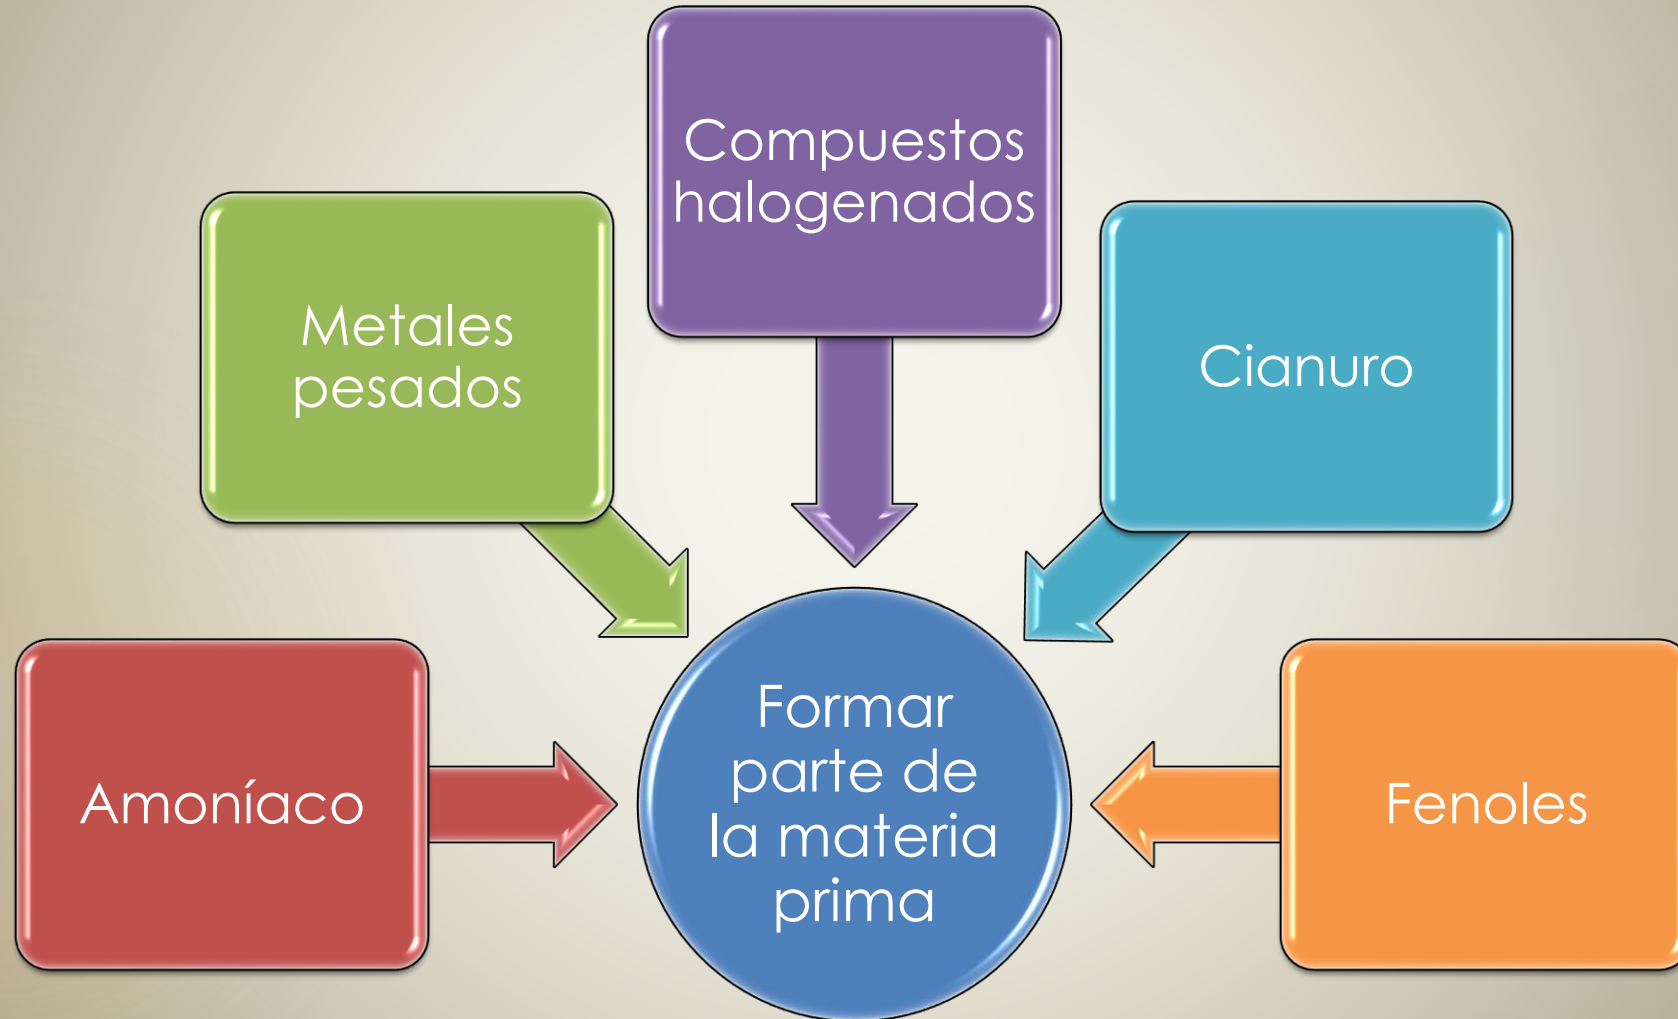 Compuestos
halogenados
Metales
pesados
Cianuro
Amoníaco
Formar
parte de
la materia
prima
Fenoles